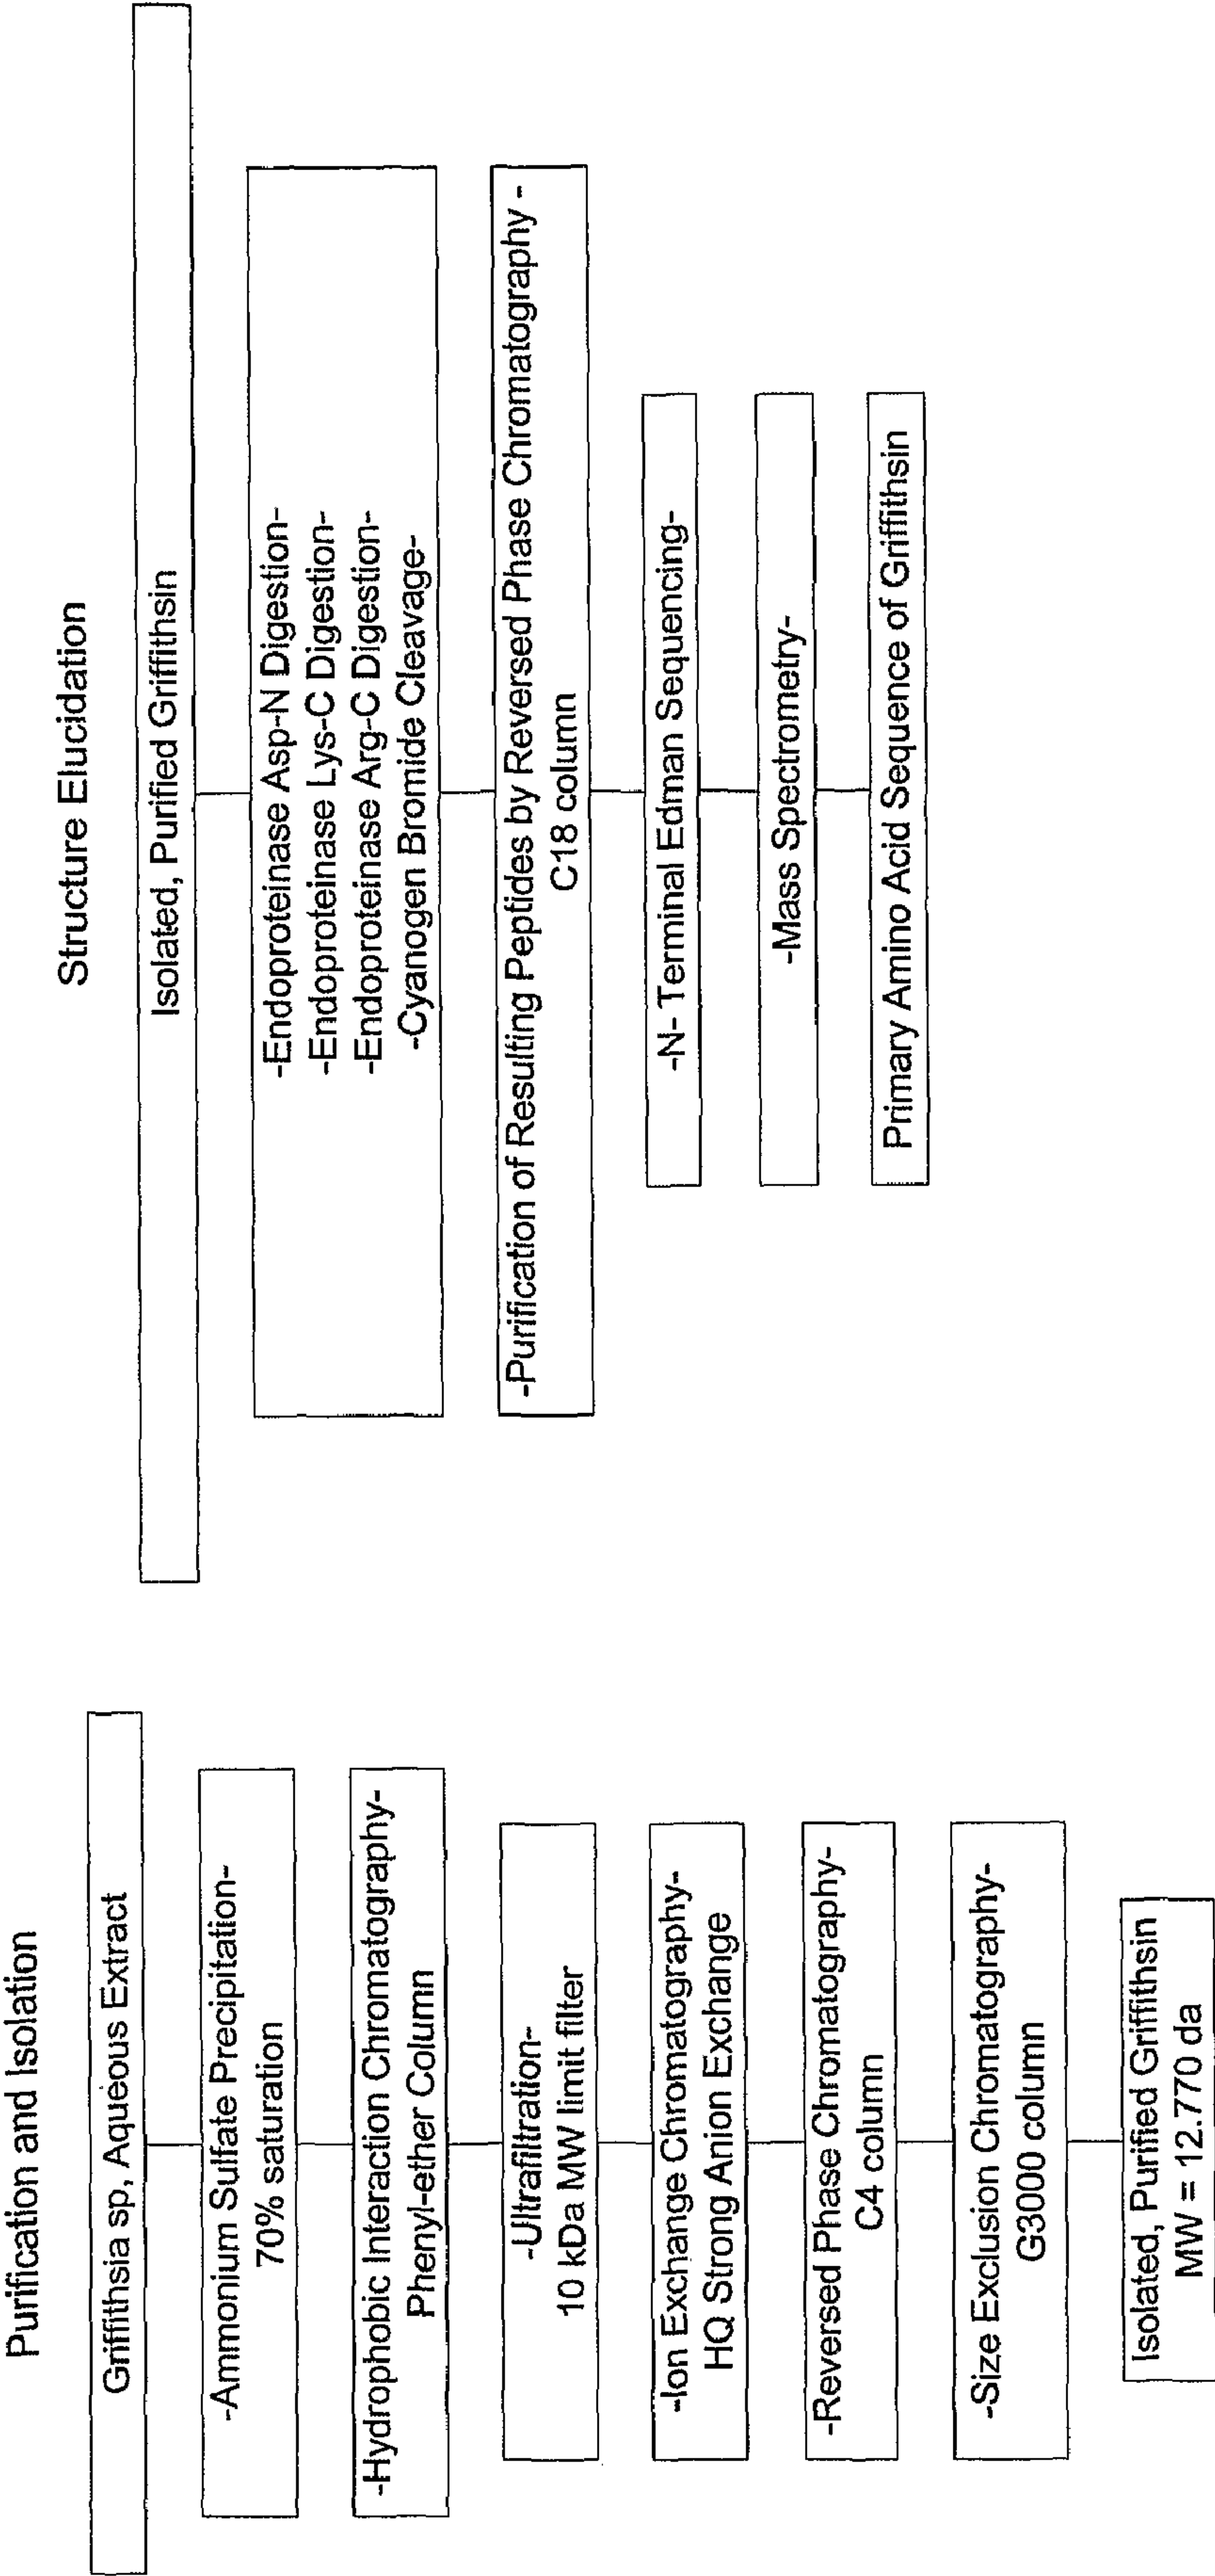 Purification and Isolation
Griffithsia sp, Aqueous Extract
-Ammonium Sulfate Precipitation-
70% saturation
-Hydrophobic Interaction Chromatography-
Phenyl-ether Column
-Ultrafiltration-
10 kDa MW limit filter
-Ion Exchange Chromatography-
HQ Strong Anion Exchange
-Reversed Phase Chromatography-
C4 column
-Size Exclusion Chromatography-
G3000 column
Isolated, Purified Griffithsin
MW = 12.770 da
Structure Elucidation
Isolated, Purified Griffithsin
-Endoproteinase Asp-N Digestion-
-Endoproteinase Lys-C Digestion-
-Endoproteinase Arg-C Digestion-
-Cyanogen Bromide Cleavage-
-Purification of Resulting Peptides by Reversed Phase Chromatography -
C18 column
-N- Terminal Edman Sequencing-
-Mass Spectrometry-
Primary Amino Acid Sequence of Griffithsin